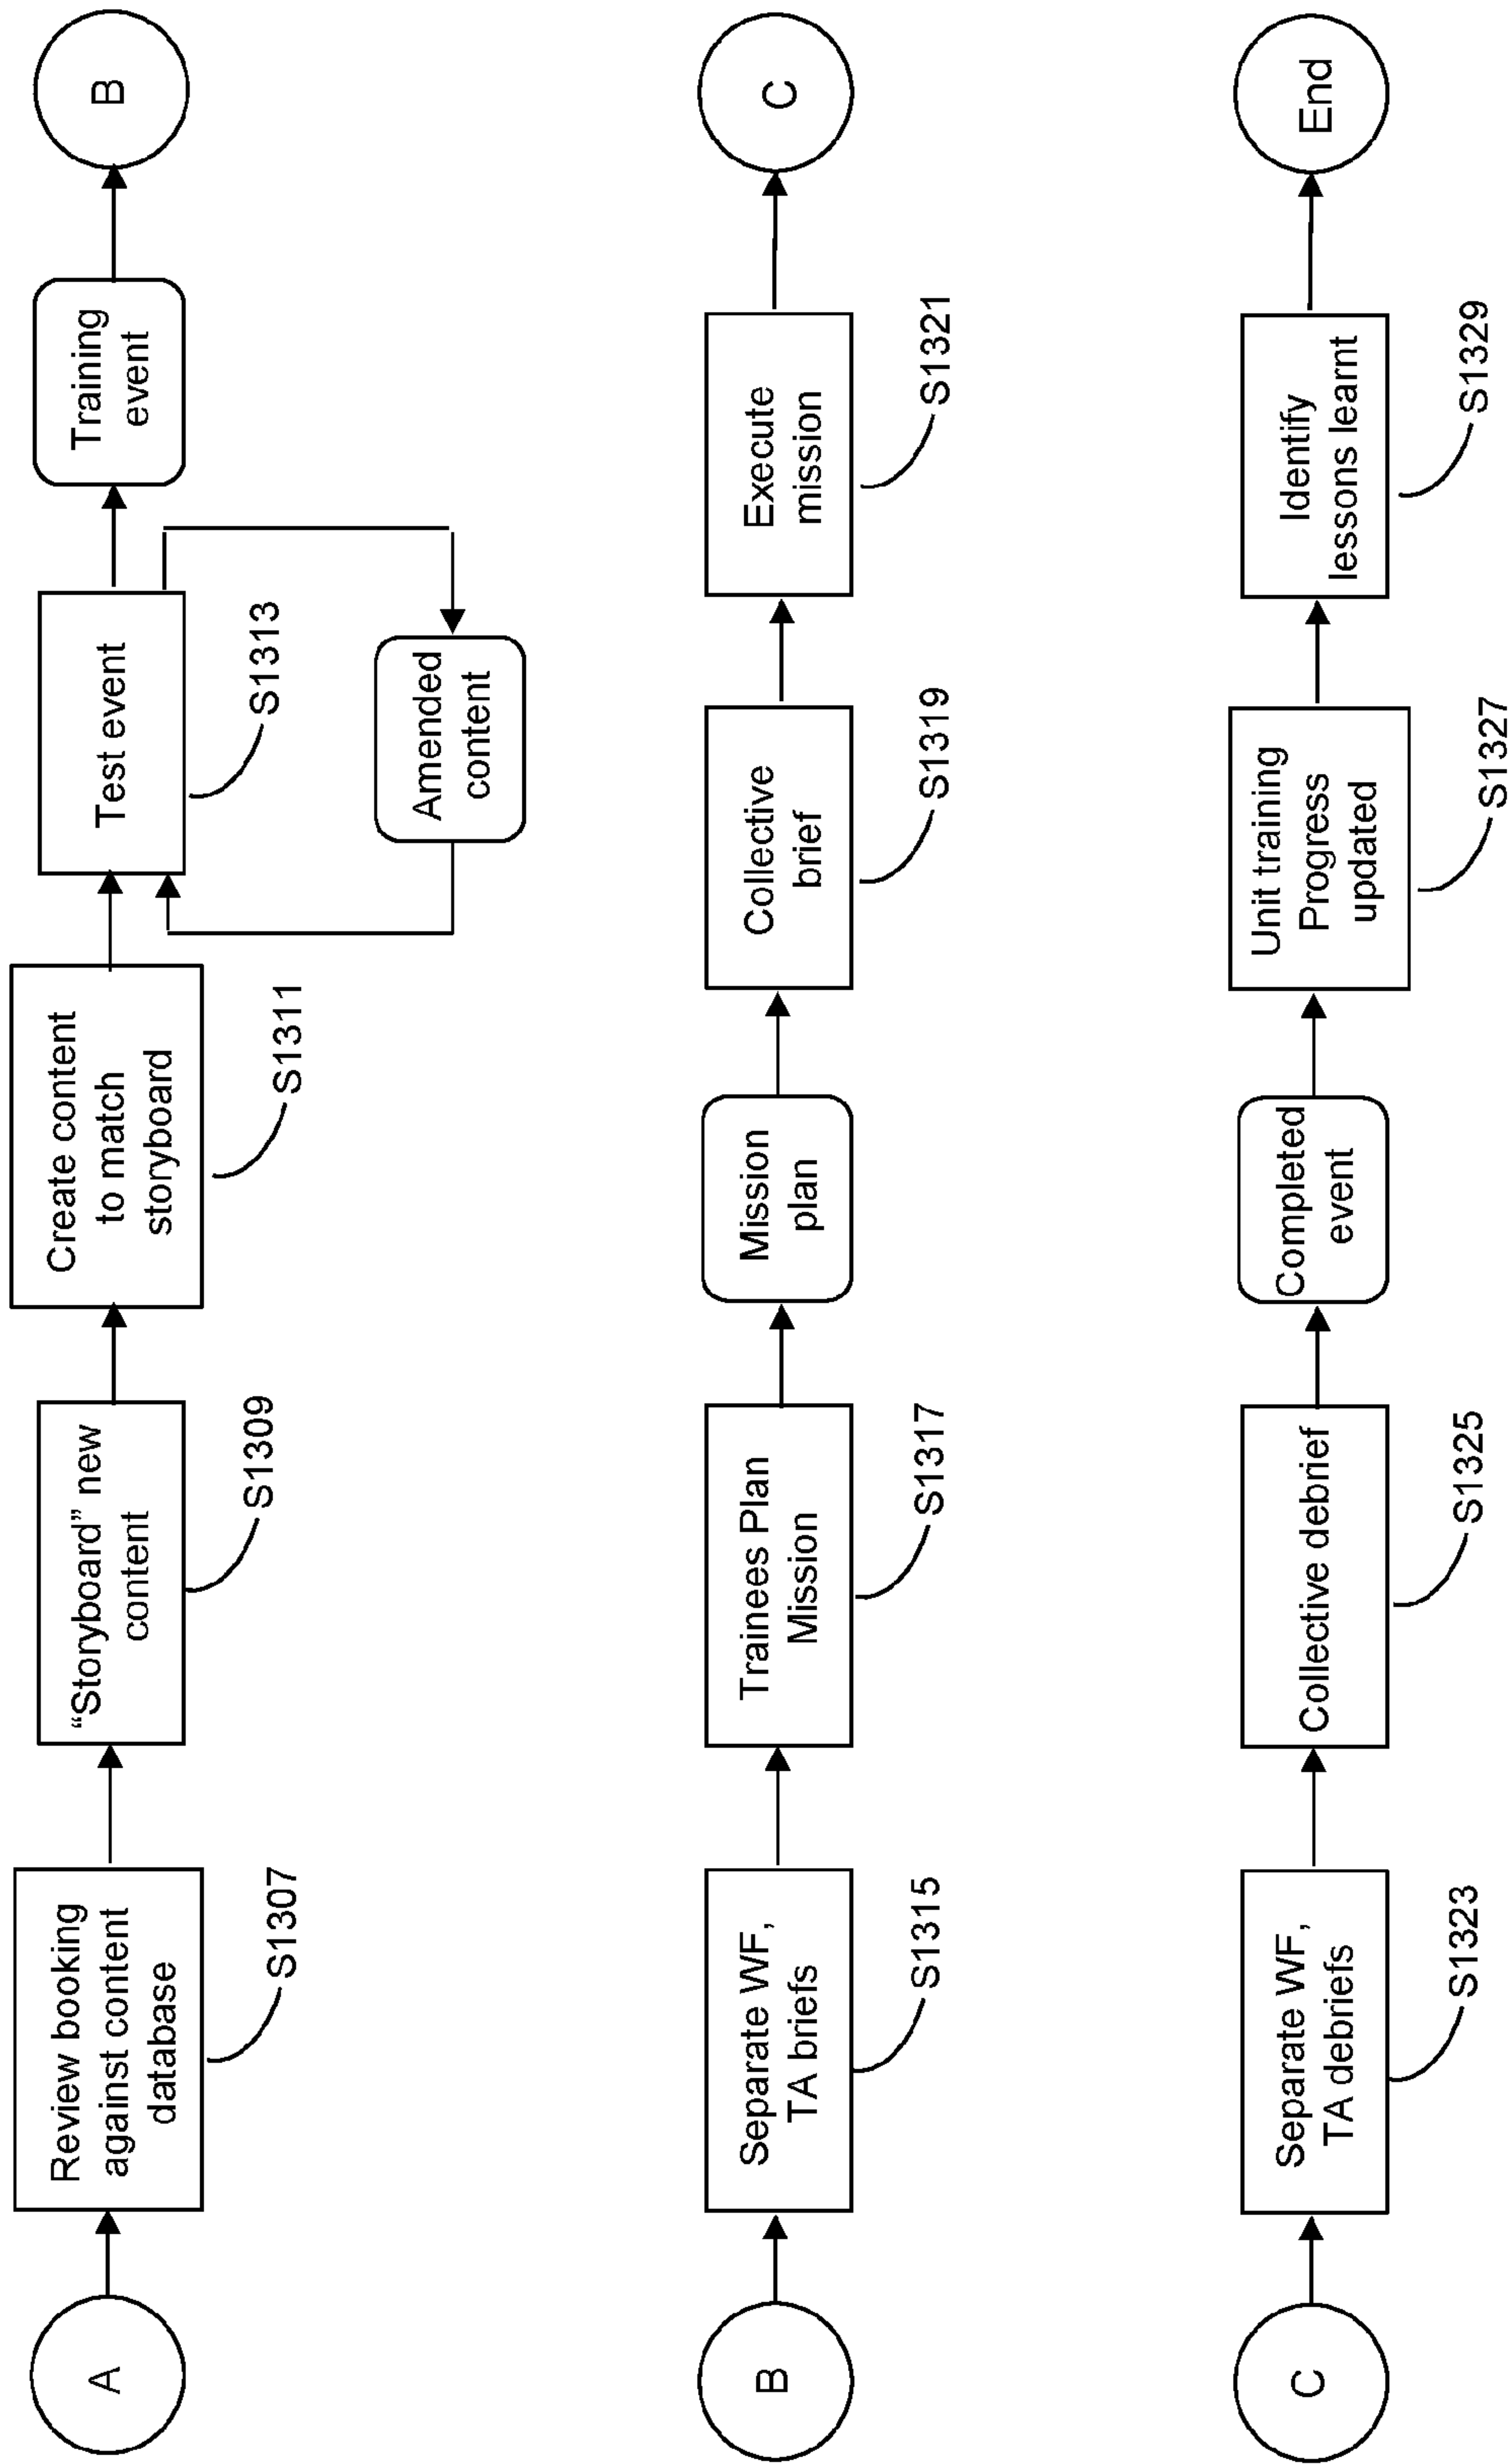 A
Review booking
against content
database
S1307
“Storyboard” new
content
S1309
Create content
to match
storyboard
S1311
Test event
S1313
Amended
content
Training
event
B
B
Separate WF,
TA briefs
S1315
Trainees Plan
Mission
S1317
Mission
plan
Collective
brief
S1319
Execute
mission
S1321
C
C
Separate WF,
TA debriefs
S1323
Collective debrief
S1325
Completed
event
Unit training
Progress
updated
S1327
Identify
lessons learnt
S1329
End